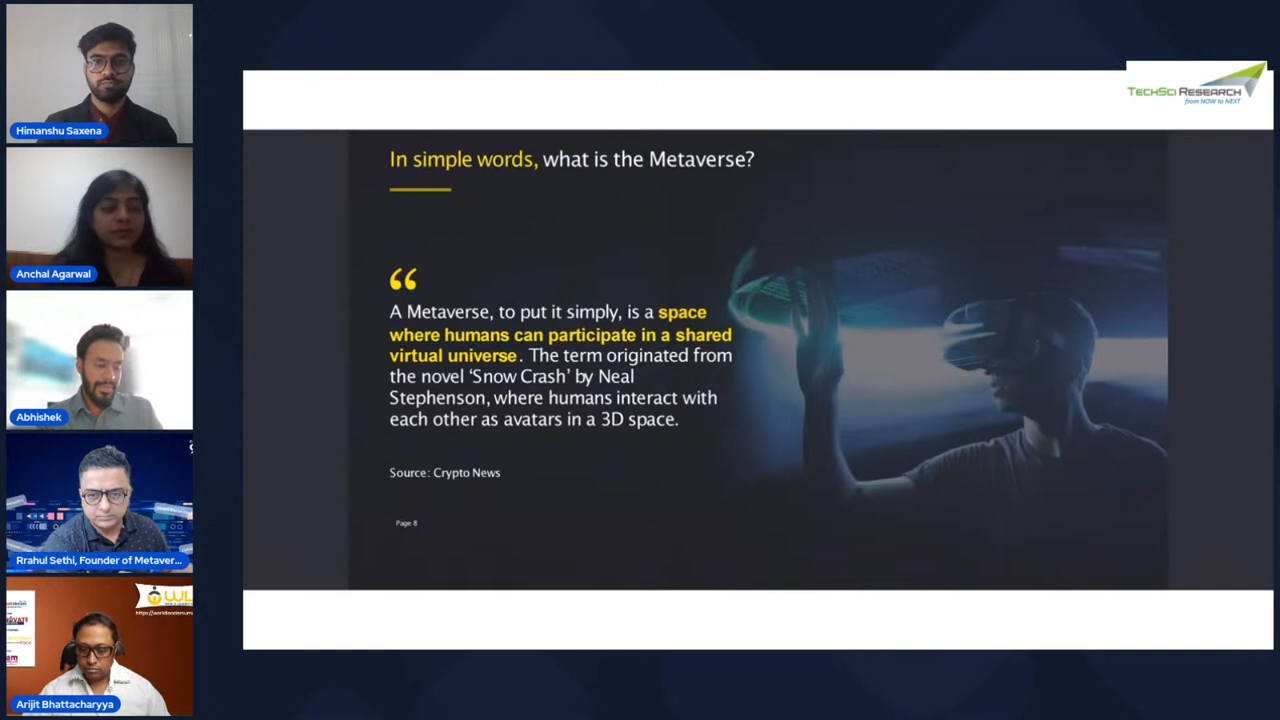 Himanshu Saxena
Anchal Agarwal
Abhishek
Rrahul Sethi, Founder of Metaver...
WL
Arijit Bhattacharyya
TechSci Research
from NOW to NEXT
In simple words, what is the Metaverse?
“
A Metaverse, to put it simply, is a space
where humans can participate in a shared
virtual universe. The term originated from
the novel ‘Snow Crash’ by Neal
Stephenson, where humans interact with
each other as avatars in a 3D space.
Source: Crypto News
Page 8